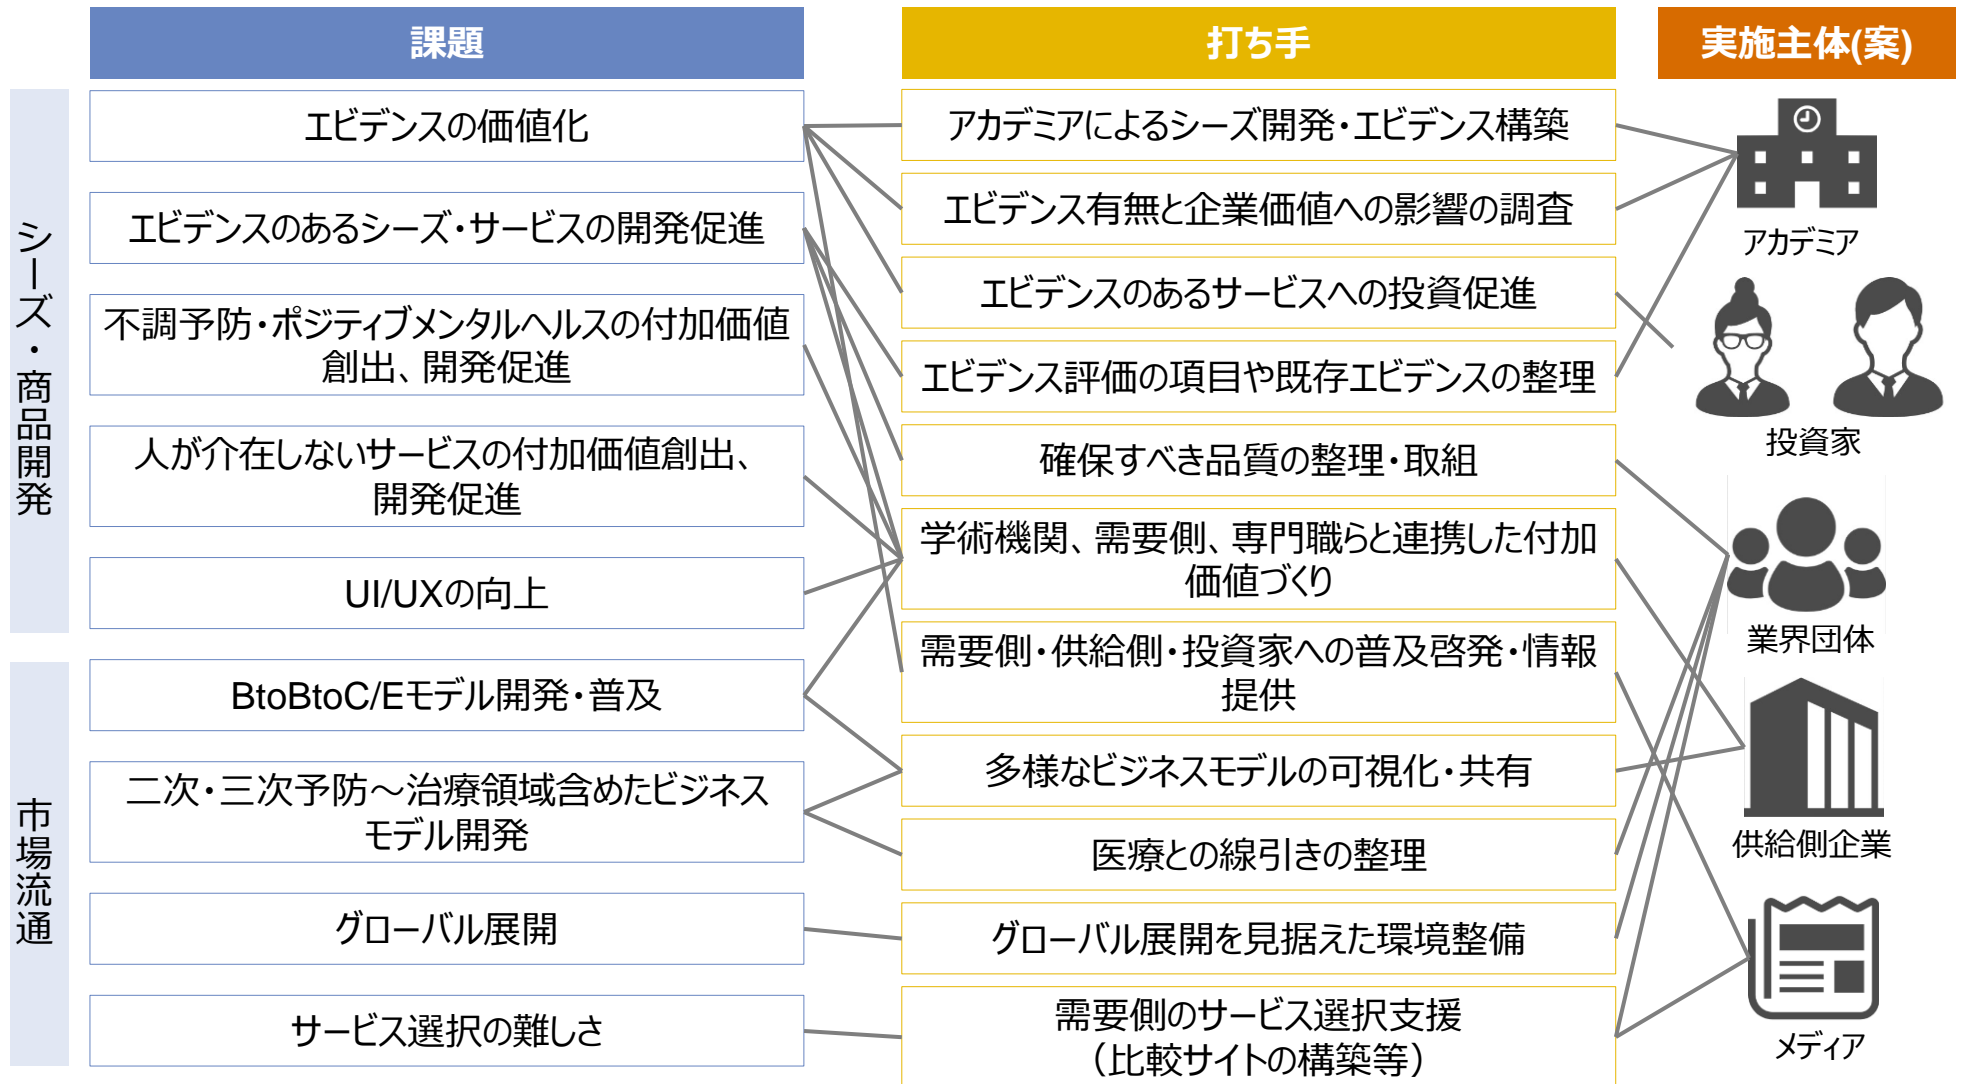 課題
打ち手
実施主体(案)
シーズ・商品開発
エビデンスの価値化
エビデンスのあるシーズ・サービスの開発促進
不調予防・ポジティブメンタルヘルスの付加価値
創出、開発促進
人が介在しないサービスの付加価値創出、
開発促進
UI/UXの向上
市場流通
BtoBtoC/Eモデル開発・普及
二次・三次予防～治療領域含めたビジネス
モデル開発
グローバル展開
サービス選択の難しさ
アカデミアによるシーズ開発・エビデンス構築
エビデンス有無と企業価値への影響の調査
エビデンスのあるサービスへの投資促進
エビデンス評価の項目や既存エビデンスの整理
確保すべき品質の整理・取組
学術機関、需要側、専門職らと連携した付加
価値づくり
需要側・供給側・投資家への普及啓発・情報
提供
多様なビジネスモデルの可視化・共有
医療との線引きの整理
グローバル展開を見据えた環境整備
需要側のサービス選択支援
（比較サイトの構築等）
アカデミア
投資家
業界団体
供給側企業
メディア